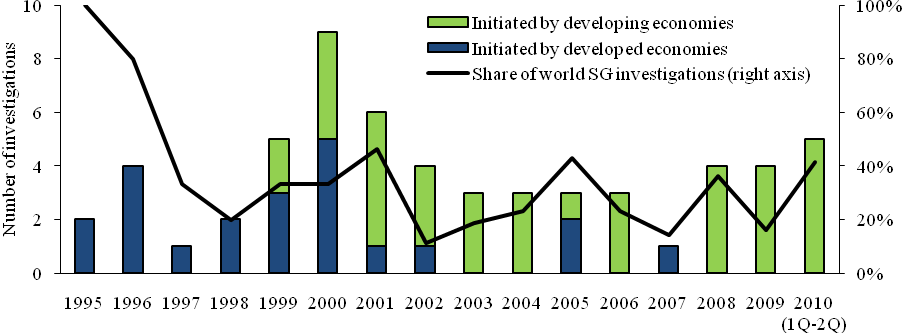 Number of investigations
10
8
6
4
2
0
Initiated by developing economies
Initiated by developed economies
Share of world SG investigations (right axis)
100%
80%
60%
40%
20%
0%
1995 1996 1997 1998 1999 2000 2001 2002 2003 2004 2005 2006 2007 2008 2009 2010
(1Q-2Q)